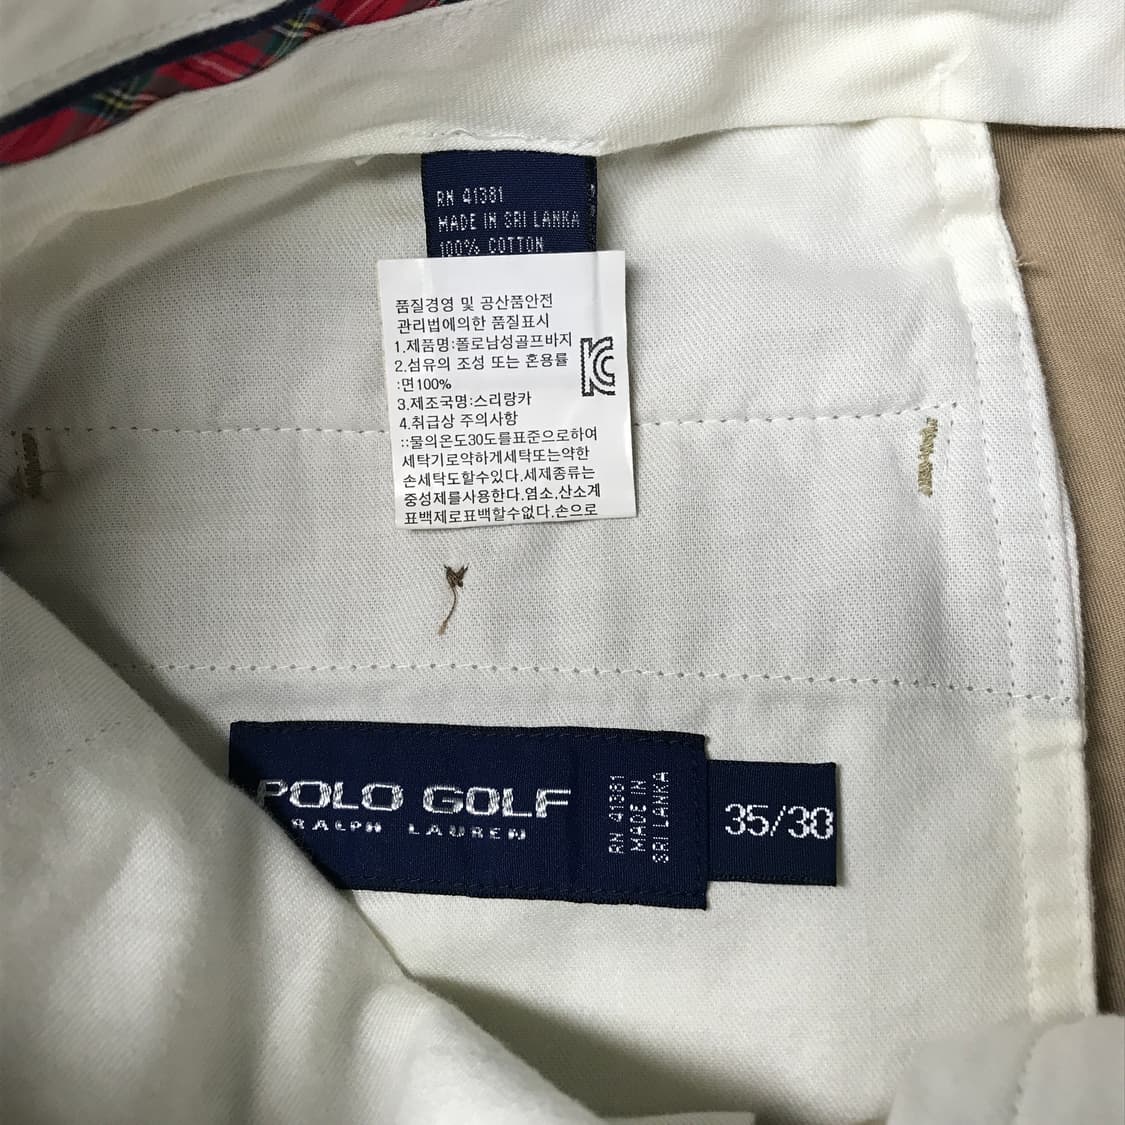 RN 41381
MADE IN SRI LANKA
100% COTTON
품질경영 및 공산품안전
관리법에의한 품질표시
1.제품명:폴로남성골프바지
2.섬유의 조성 또는 혼용률
:면100%
3.제조국명:스리랑카
4.취급상 주의사항
::물의온도30도를표준으로하여
세탁기로약하게세탁또는약한
손세탁도할수있다.세제종류는
중성제를사용한다.염소,산소계
표백제로표백할수없다.손으로
POLO GOLF
RALPH LAUREN
RN 41381
MADE IN
SRI LANKA
35/30